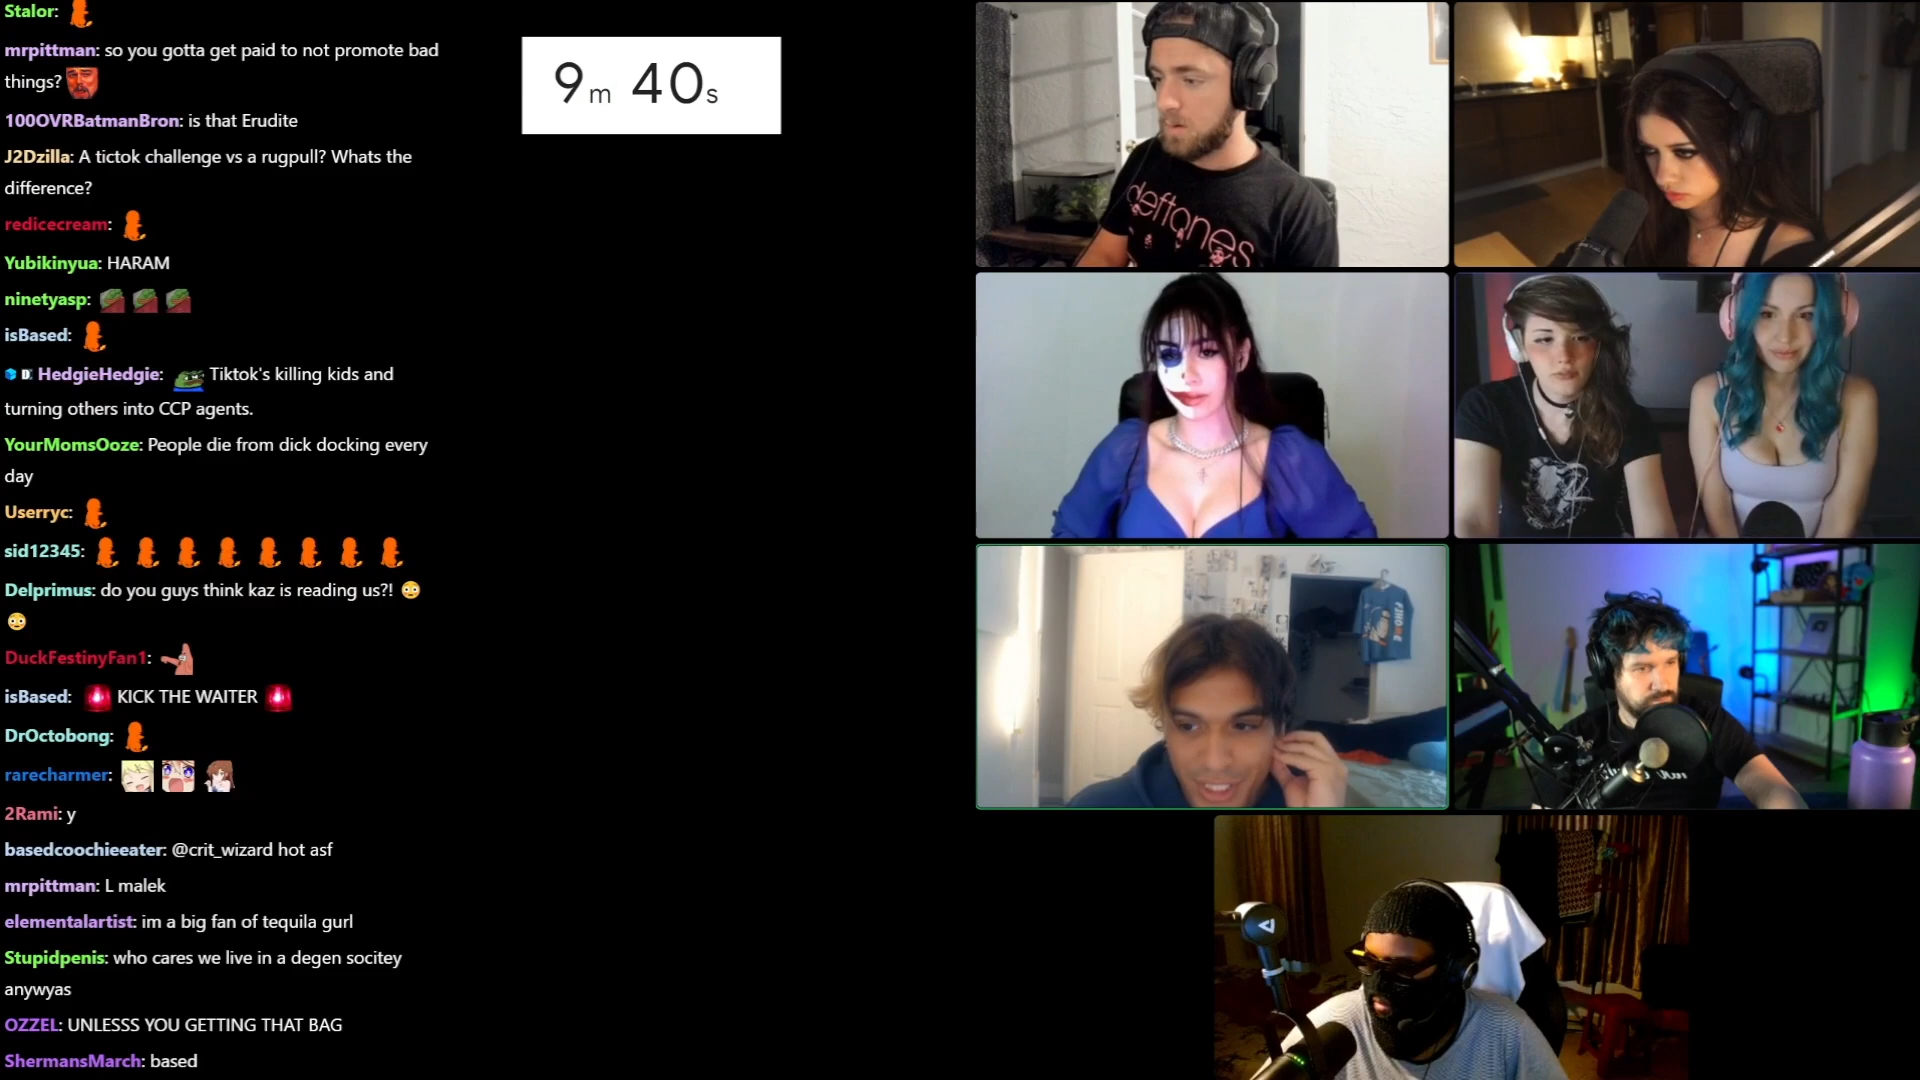 Stalor:
mrpittman: so you gotta get paid to not promote bad
things?
100OVRBatmanBron: is that Erudite
J2Dzilla: A tictok challenge vs a rugpull? Whats the
difference?
redicecream:
Yubikinyua: HARAM
ninetyasp:
isBased:
HedgieHedgie: Tiktok's killing kids and
turning others into CCP agents.
YourMomsOoze: People die from dick docking every
day
Userryc:
sid12345:
Delprimus: do you guys think kaz is reading us?! 😳
😳
DuckFestinyFan1:
isBased: 🚨 KICK THE WAITER 🚨
DrOctobong:
rarecharmer:
2Rami: y
basedcoochieeater: @crit_wizard hot asf
mrpittman: L malek
elementalartist: im a big fan of tequila gurl
Stupidpenis: who cares we live in a degen socitey
anywyas
OZZEL: UNLESSS YOU GETTING THAT BAG
ShermansMarch: based
9m 40s
deftones